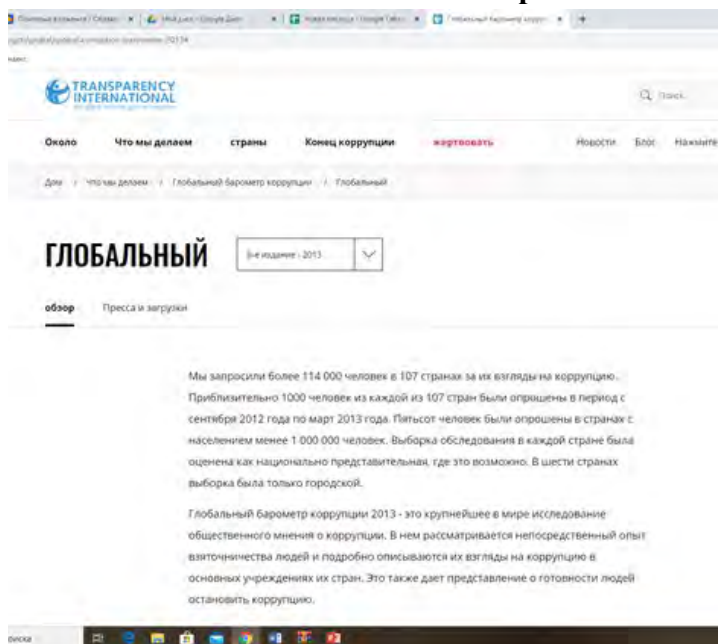 Google
TRANSPARENCY
INTERNATIONAL
Поиск
Около Что мы делаем страны Конец коррупции жертвовать Новости Блог Нажмите
Дом / что мы делаем / Глобальный барометр коррупции / Глобальный
ГЛОБАЛЬНЫЙ
издание - 2013
обзор Пресса и загрузки
Мы запросили более 114 000 человек в 107 странах за их взгляды на коррупцию.
Приблизительно 1000 человек из каждой из 107 стран были опрошены в период с
сентября 2012 года по март 2013 года. Пятьсот человек были опрошены в странах с
населением менее 1 000 000 человек. Выборка обследования в каждой стране была
оценена как национально представительная, где это возможно. В шести странах
выборка была только городской.
Глобальный барометр коррупции 2013 - это крупнейшее в мире исследование
общественного мнения о коррупции. В нем рассматривается непосредственный опыт
взяточничества людей и подробно описываются их взгляды на коррупцию в
основных учреждениях их стран. Это также дает представление о готовности людей
остановить коррупцию.